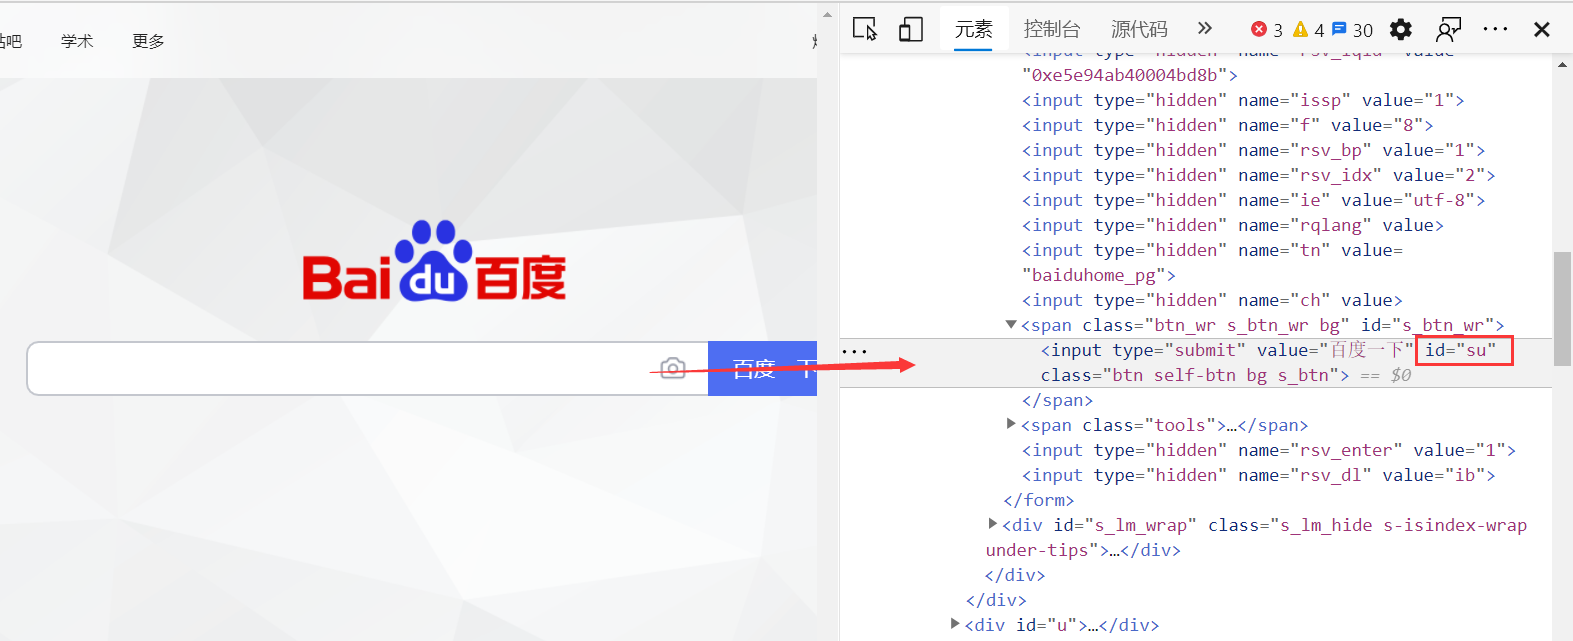 贴吧 学术 更多
Baidu百度
百度一下
元素 控制台 源代码 3 4 30
<input type="hidden" name="rsv_iqid" value=
"0xe5e94ab40004bd8b">
<input type="hidden" name="issp" value="1">
<input type="hidden" name="f" value="8">
<input type="hidden" name="rsv_bp" value="1">
<input type="hidden" name="rsv_idx" value="2">
<input type="hidden" name="ie" value="utf-8">
<input type="hidden" name="rqlang" value>
<input type="hidden" name="tn" value=
"baiduhome_pg">
<input type="hidden" name="ch" value>
<span class="btn_wr s_btn_wr bg" id="s_btn_wr">
<input type="submit" value="百度一下" id="su"
class="btn self-btn bg s_btn"> == $0
</span>
<span class="tools">…</span>
<input type="hidden" name="rsv_enter" value="1">
<input type="hidden" name="rsv_dl" value="ib">
</form>
<div id="s_lm_wrap" class="s_lm_hide s-isindex-wrap
under-tips">…</div>
</div>
</div>
<div id="u">…</div>